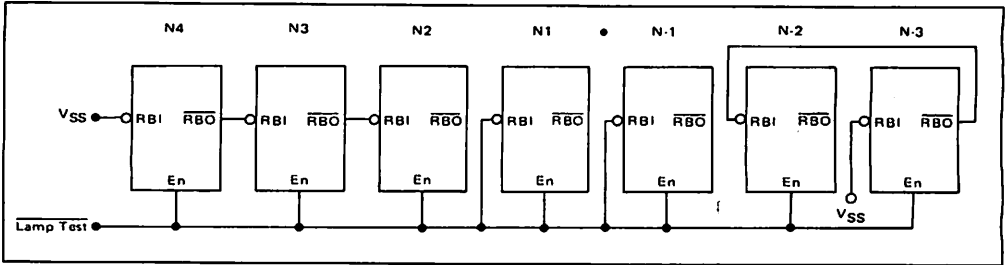 N4 N3 N2 N1 • N-1 N-2 N-3
VSS RBI RBO RBI RBO RBI RBO RBI RBO RBI RBO RBI RBO RBI RBO
En En En En En En En
VSS
Lamp Test